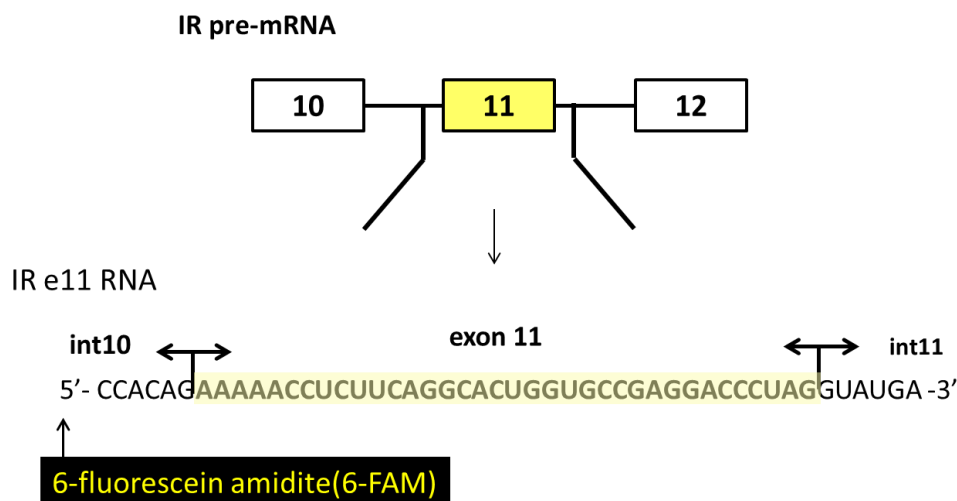 IR pre-mRNA
10 11 12
IR e11 RNA
int10 exon 11 int11
5’- CCACAGAAAAACCUCUUCAGGCACUGGUGCCGAGGACCCUAGGUAUGA -3’
6-fluorescein amidite(6-FAM)